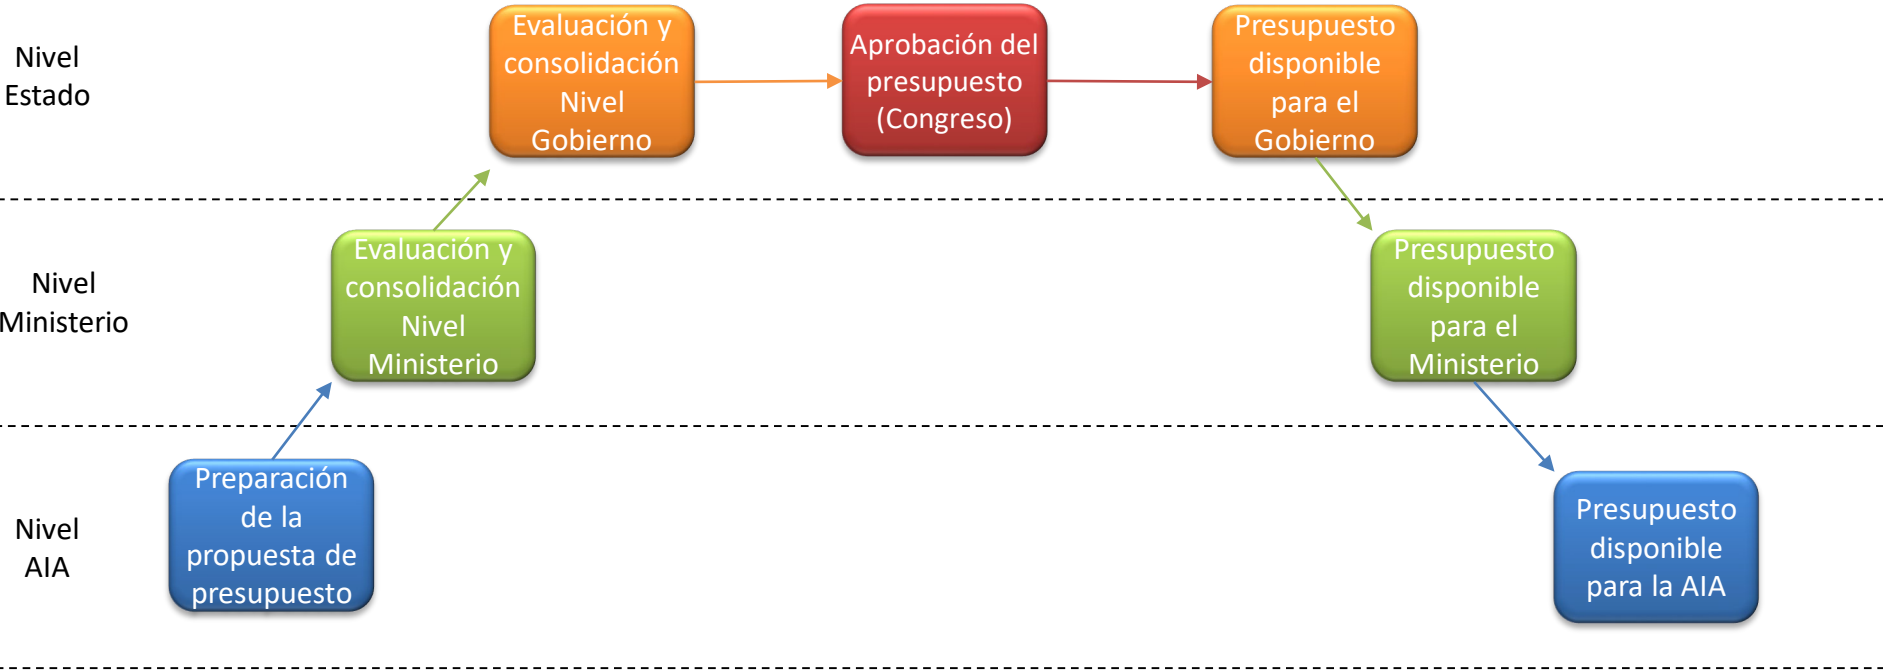 Nivel
Estado
Evaluación y
consolidación
Nivel
Gobierno
Aprobación del
presupuesto
(Congreso)
Presupuesto
disponible
para el
Gobierno
Nivel
Ministerio
Evaluación y
consolidación
Nivel
Ministerio
Presupuesto
disponible
para el
Ministerio
Nivel
AIA
Preparación
de la
propuesta de
presupuesto
Presupuesto
disponible
para la AIA